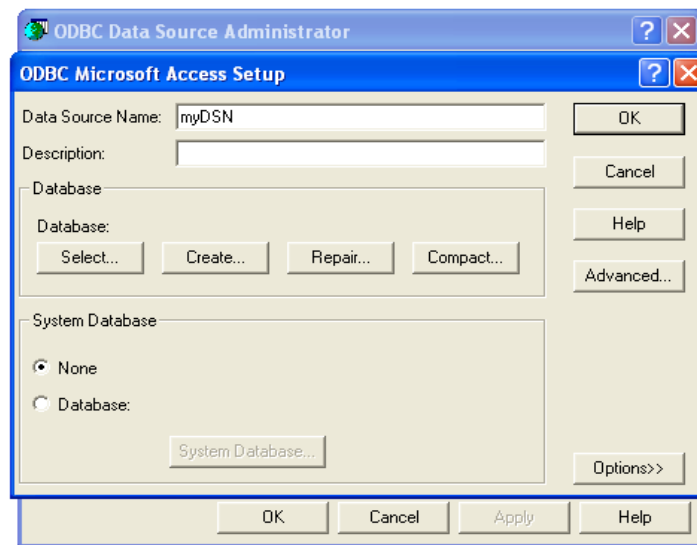 ODBC Data Source Administrator
ODBC Microsoft Access Setup
Data Source Name: myDSN
OK
Description:
Cancel
Database
Database:
Select... Create... Repair... Compact...
Help
Advanced...
System Database
None
Database:
System Database...
Options>>
OK Cancel Apply Help